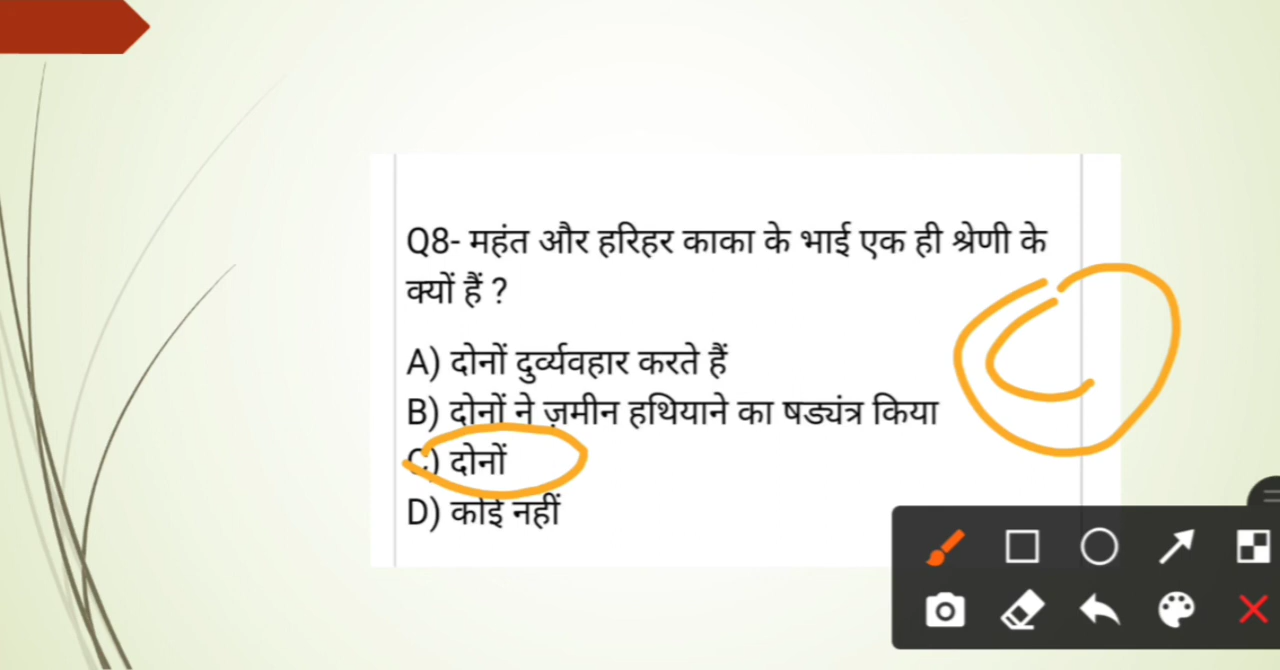 Q8- महंत और हरिहर काका के भाई एक ही श्रेणी के
क्यों हैं ?
A) दोनों दुर्व्यवहार करते हैं
B) दोनों ने ज़मीन हथियाने का षड्यंत्र किया
C) दोनों
D) कोई नहीं
C